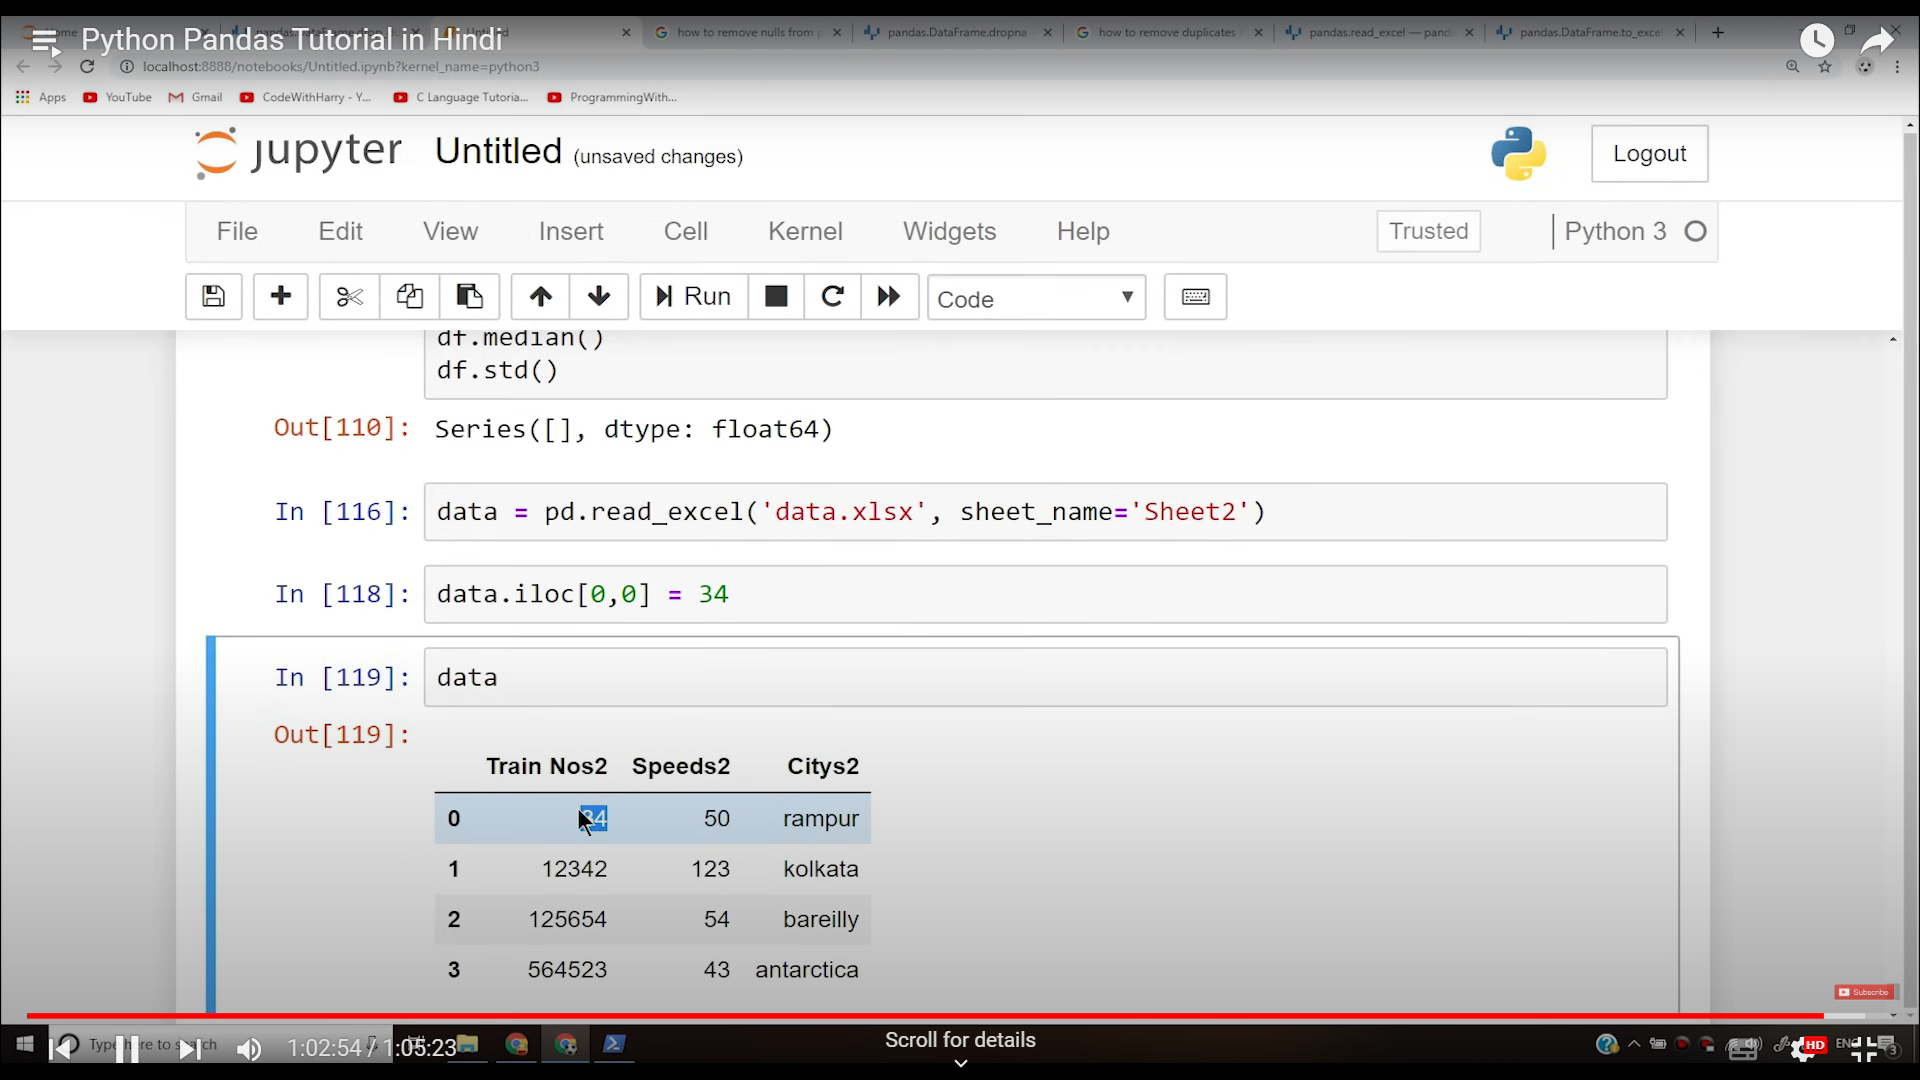 Python Pandas Tutorial in Hindi
how to remove nulls from p
pandas.DataFrame.dropna
how to remove duplicates
pandas.read_excel — panda
pandas.DataFrame.to_exce
localhost:8888/notebooks/Untitled.ipynb?kernel_name=python3
Apps YouTube Gmail CodeWithHarry - Y... C Language Tutoria... ProgrammingWith...
jupyter Untitled (unsaved changes)
Logout
File Edit View Insert Cell Kernel Widgets Help Trusted Python 3
Run Code
df.median()
df.std()
Out[110]: Series([], dtype: float64)
In [116]: data = pd.read_excel('data.xlsx', sheet_name='Sheet2')
In [118]: data.iloc[0,0] = 34
In [119]: data
Out[119]:
Train Nos2 Speeds2 Citys2
0 34 50 rampur
1 12342 123 kolkata
2 125654 54 bareilly
3 564523 43 antarctica
Subscribe
Scroll for details
Type here to search
1:02:54 / 1:05:23
HD
3